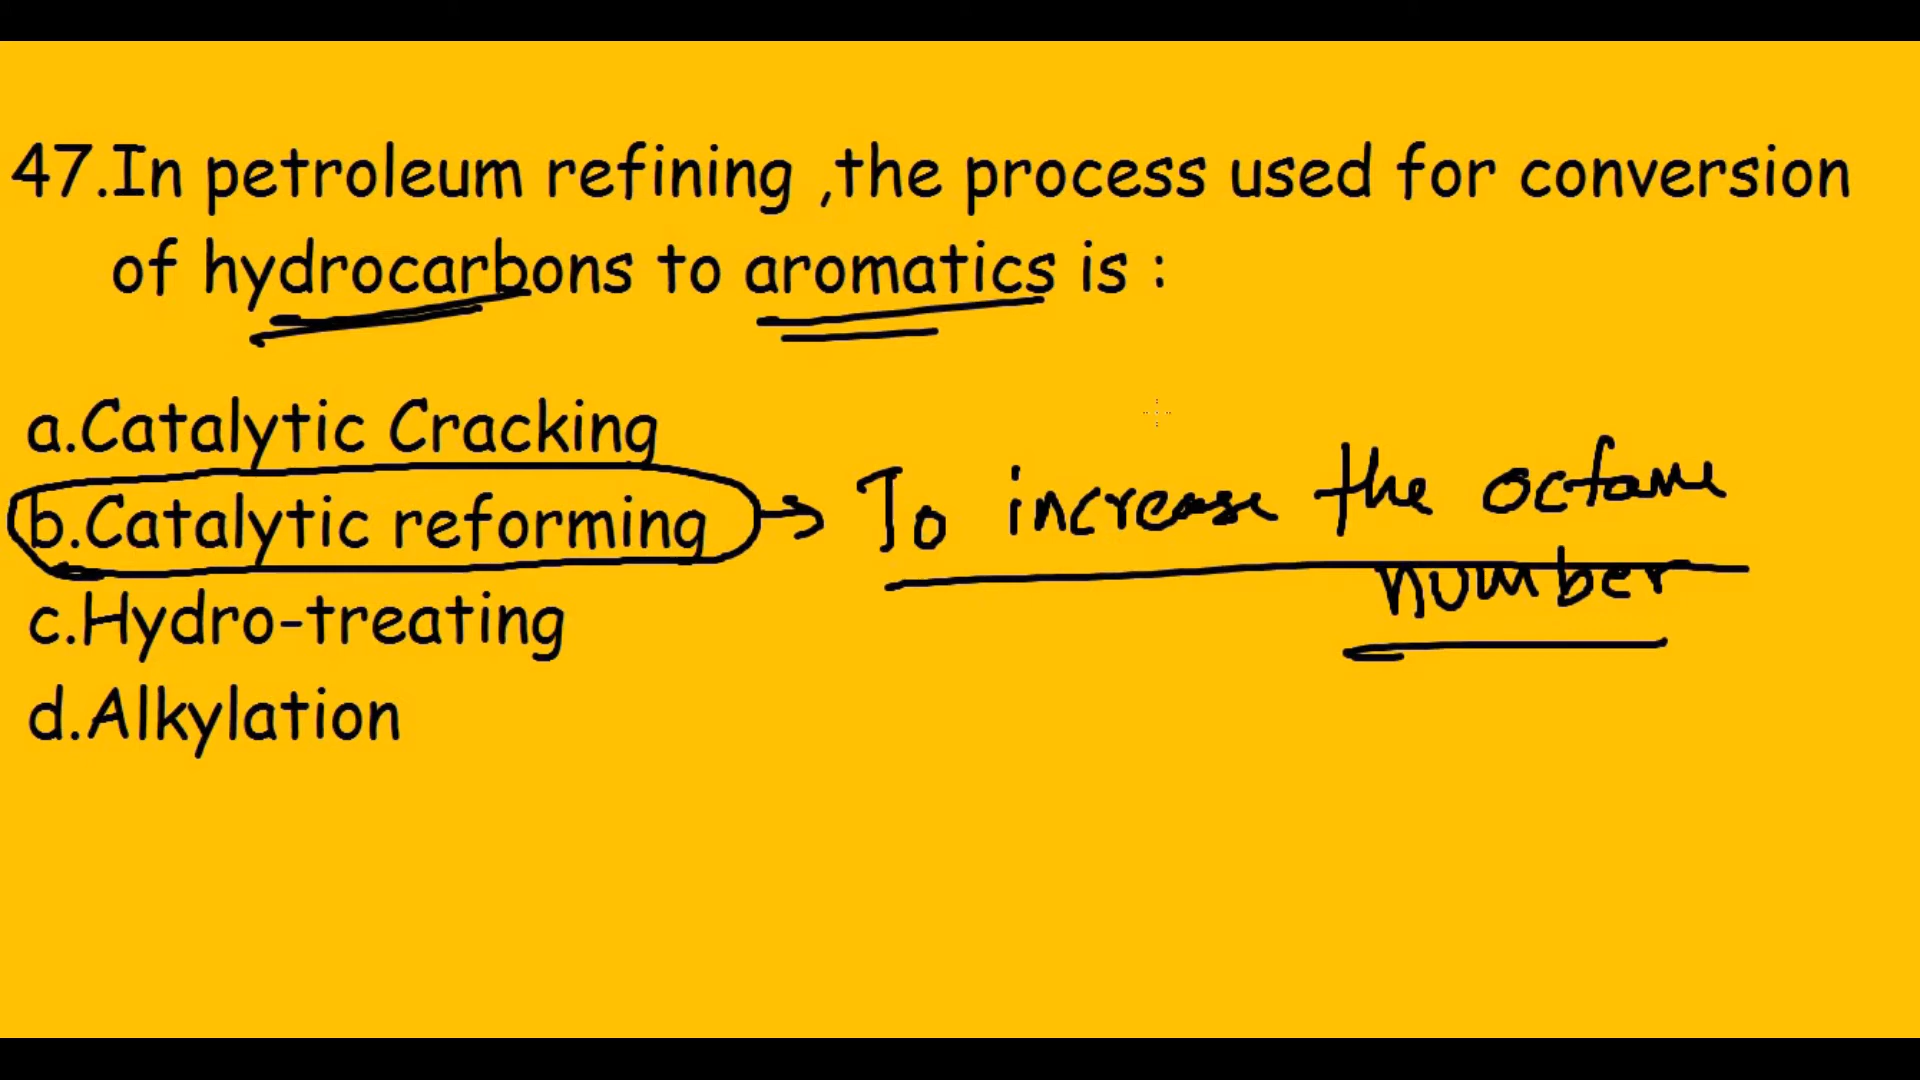 47.In petroleum refining ,the process used for conversion
of hydrocarbons to aromatics is :
a.Catalytic Cracking
b.Catalytic reforming → To increase the octane
number
c.Hydro-treating
d.Alkylation